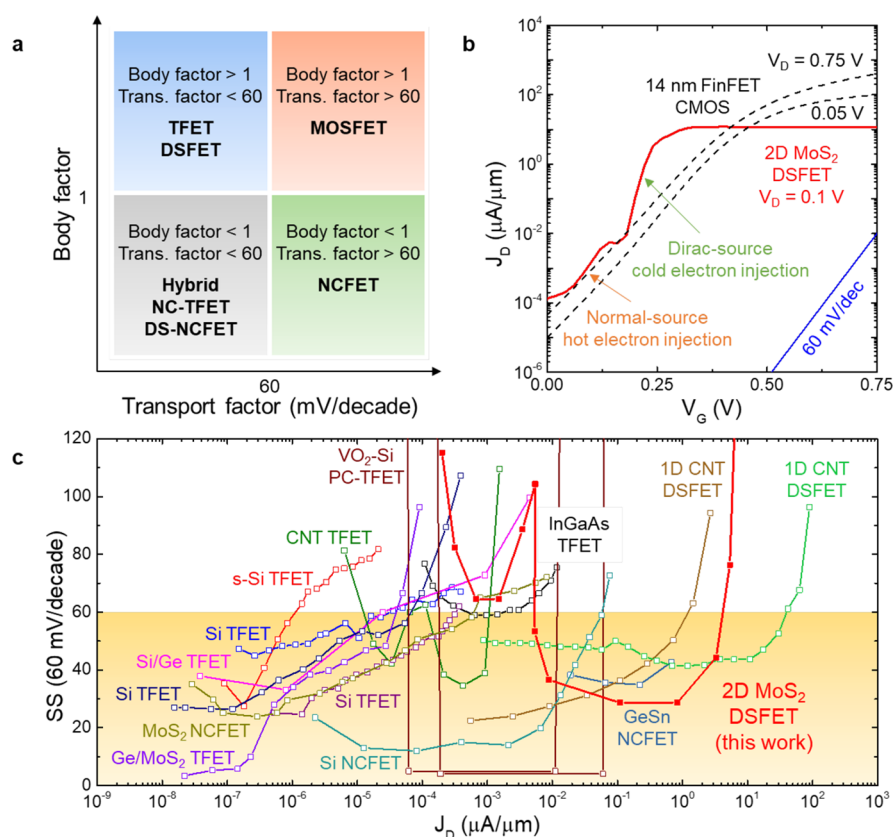 a
Body factor > 1
Trans. factor < 60
TFET
DSFET
Body factor > 1
Trans. factor > 60
MOSFET
Body factor
1
Body factor < 1
Trans. factor < 60
Hybrid
NC-TFET
DS-NCFET
Body factor < 1
Trans. factor > 60
NCFET
60
Transport factor (mV/decade)
b
10⁴
10²
10⁰
10⁻²
10⁻⁴
10⁻⁶
J_D (μA/μm)
V_D = 0.75 V
14 nm FinFET
CMOS
0.05 V
2D MoS₂
DSFET
V_D = 0.1 V
Dirac-source
cold electron injection
Normal-source
hot electron injection
60 mV/dec
0.00
0.25
0.50
0.75
V_G (V)
c
120
100
80
60
40
20
0
SS (60 mV/decade)
VO₂-Si
PC-TFET
1D CNT
DSFET
1D CNT
DSFET
CNT TFET
InGaAs
TFET
s-Si TFET
Si TFET
Si/Ge TFET
Si TFET
Si TFET
MoS₂ NCFET
Ge/MoS₂ TFET
Si NCFET
GeSn
NCFET
2D MoS₂
DSFET
(this work)
10⁻⁹
10⁻⁸
10⁻⁷
10⁻⁶
10⁻⁵
10⁻⁴
10⁻³
10⁻²
10⁻¹
10⁰
10¹
10²
10³
J_D (μA/μm)